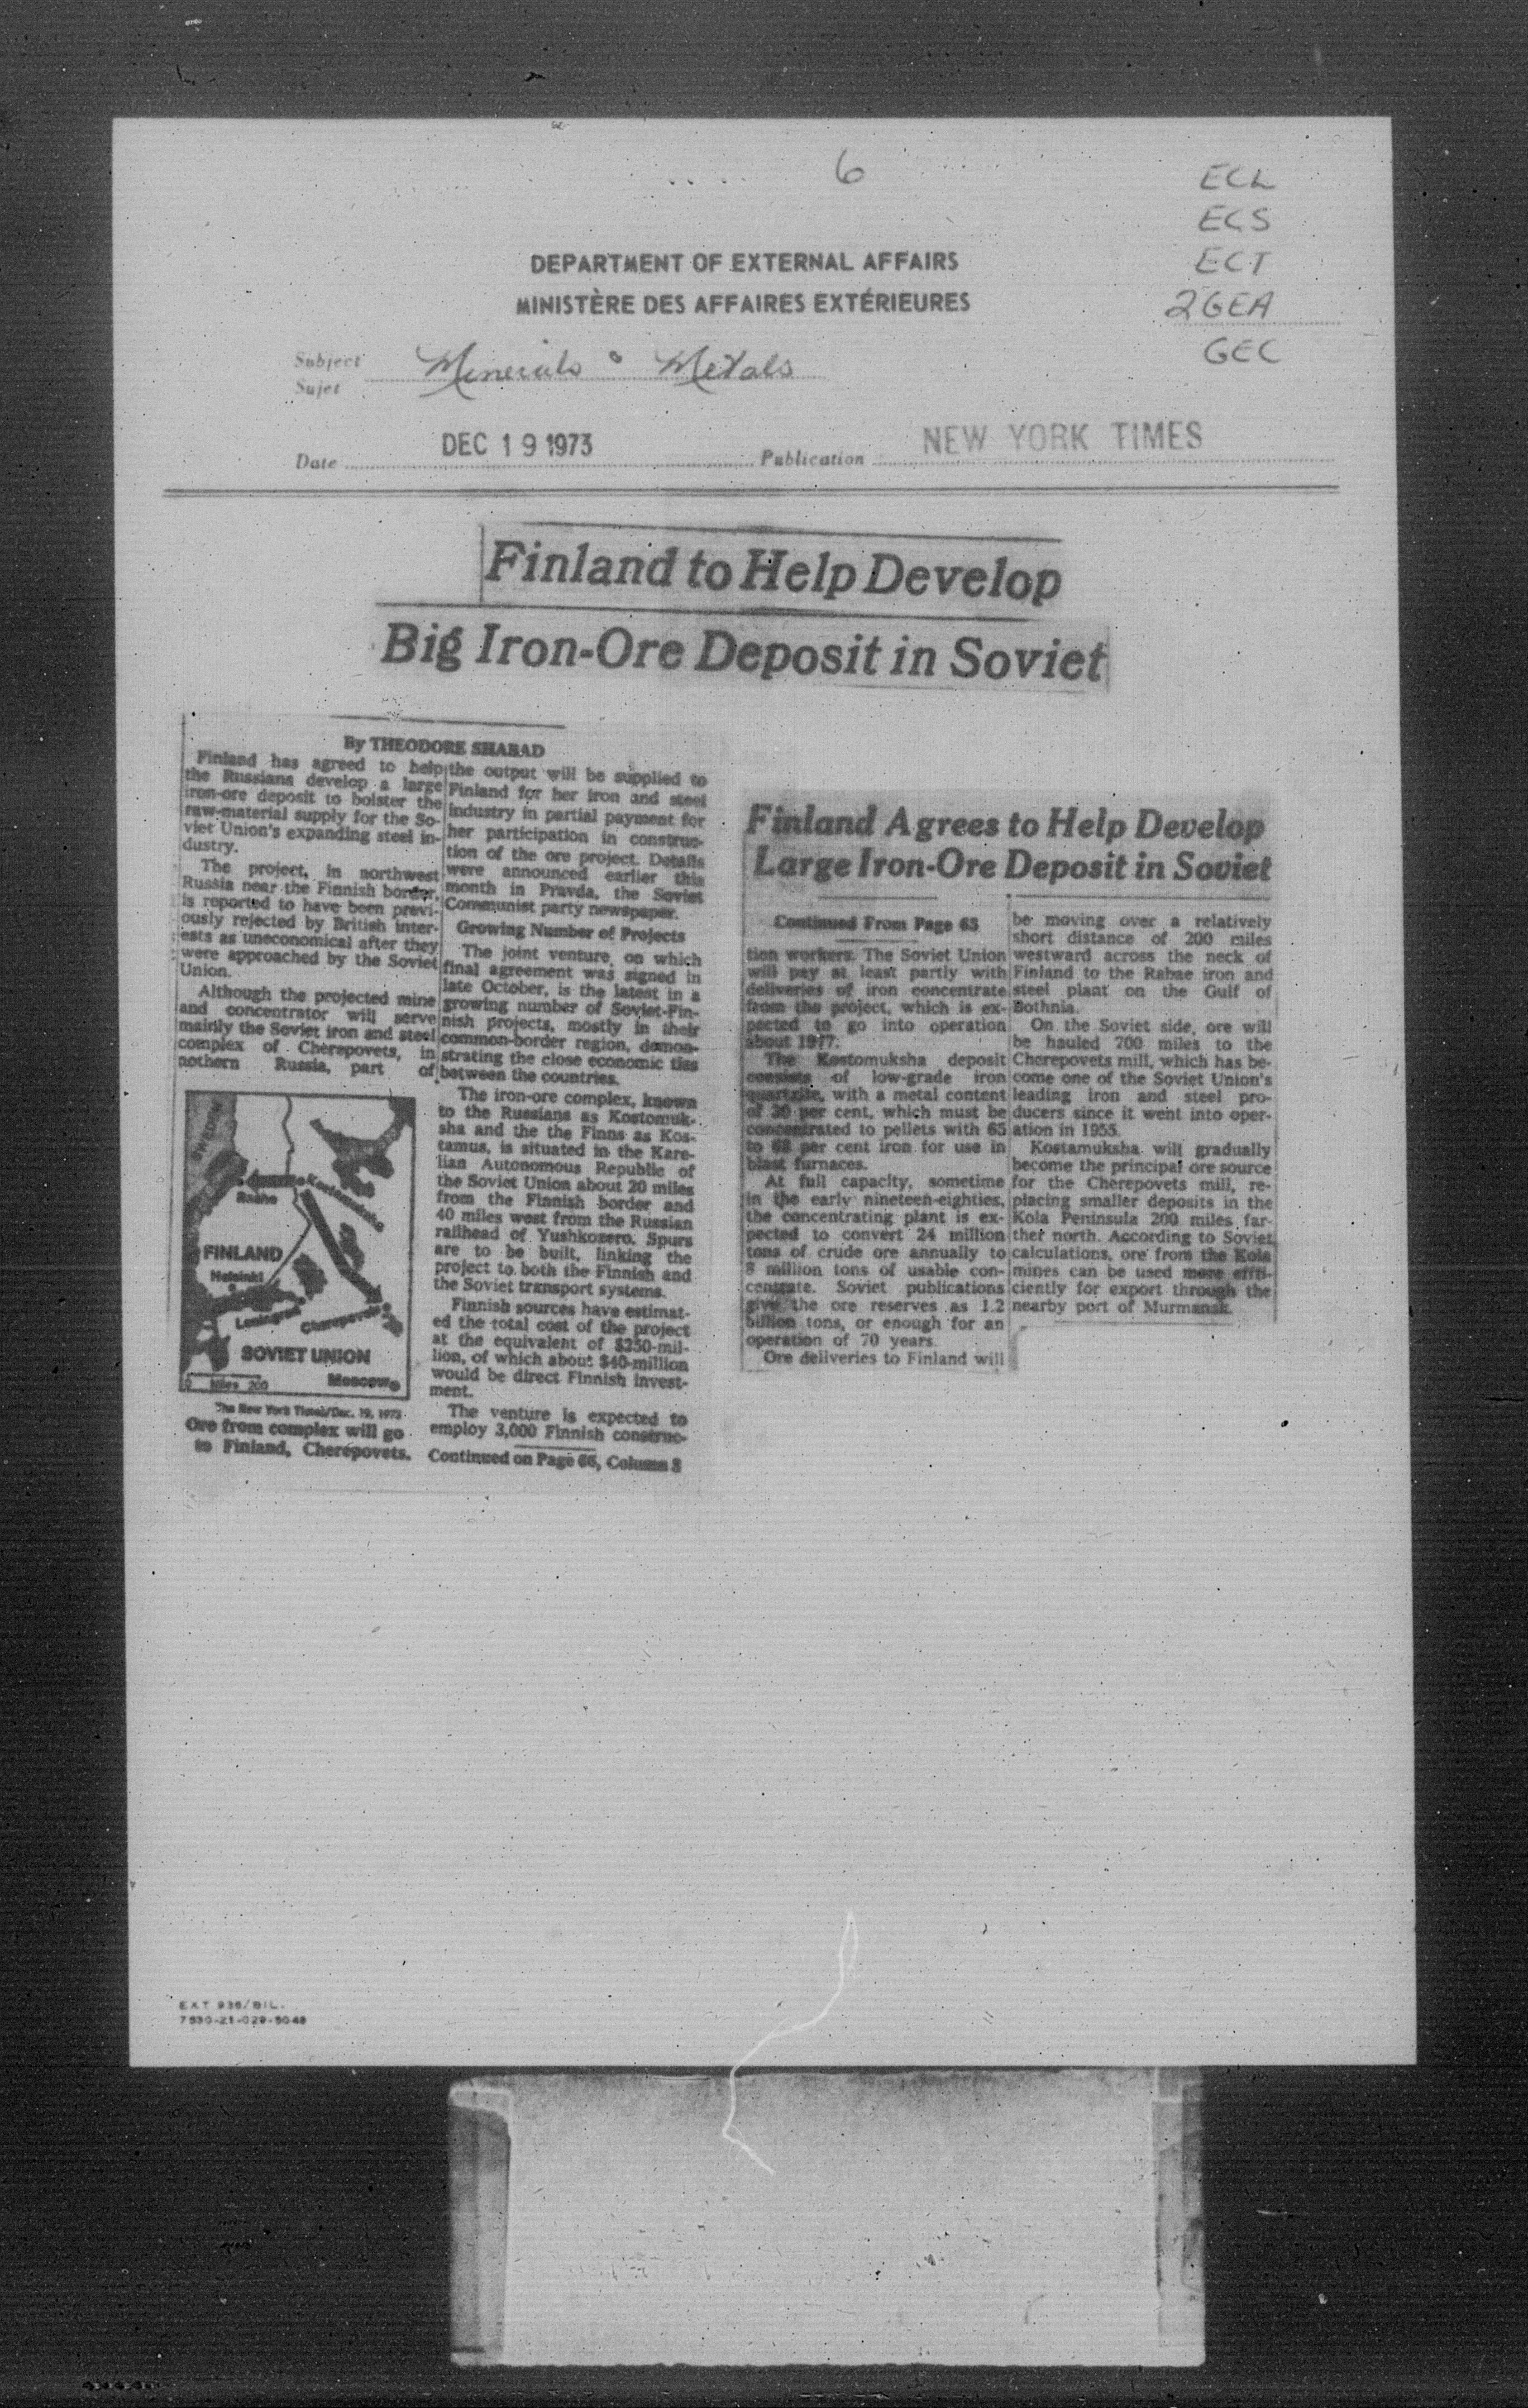 6
ECL
ECS
ECT
2GEA
GEC
DEPARTMENT OF EXTERNAL AFFAIRS
MINISTÈRE DES AFFAIRES EXTÉRIEURES
Subject
Sujet
Minerals & Metals
Date
DEC 19 1973
Publication
NEW YORK TIMES
Finland to Help Develop
Big Iron-Ore Deposit in Soviet
By THEODORE SHABAD
Finland has agreed to help
the Russians develop a large
iron-ore deposit to bolster the
raw-material supply for the So-
viet Union's expanding steel in-
dustry.
The project, in northwest
Russia near the Finnish border,
is reported to have been previ-
ously rejected by British inter-
ests as uneconomical after they
were approached by the Soviet
Union.
Although the projected mine
and concentrator will serve
mainly the Soviet iron and steel
complex of Cherepovets, in
nothern Russia, part of
the output will be supplied to
Finland for her iron and steel
industry in partial payment for
her participation in construc-
tion of the ore project. Details
were announced earlier this
month in Pravda, the Soviet
Communist party newspaper.
Growing Number of Projects
The joint venture, on which
final agreement was signed in
late October, is the latest in a
growing number of Soviet-Fin-
nish projects, mostly in their
common-border region, demon-
strating the close economic ties
between the countries.
The iron-ore complex, known
to the Russians as Kostomuk-
sha and the the Finns as Kos-
tamus, is situated in the Kare-
lian Autonomous Republic of
the Soviet Union about 20 miles
from the Finnish border and
40 miles west from the Russian
railhead of Yushkozero. Spurs
are to be built, linking the
project to both the Finnish and
the Soviet transport systems.
Finnish sources have estimat-
ed the total cost of the project
at the equivalent of $250-mil-
lion, of which about $40-million
would be direct Finnish invest-
ment.
The venture is expected to
employ 3,000 Finnish construc-
Continued on Page 66, Column 3
SWEDEN
Raahe
Kostomuksha
FINLAND
Helsinki
Leningrad
Cherepovets
SOVIET UNION
Moscow
0 Miles 200
The New York Times/Dec. 19, 1973
Ore from complex will go
to Finland, Cherepovets.
Finland Agrees to Help Develop
Large Iron-Ore Deposit in Soviet
Continued From Page 65
tion workers. The Soviet Union
will pay at least partly with
deliveries of iron concentrate
from the project, which is ex-
pected to go into operation
about 1977.
The Kostomuksha deposit
consists of low-grade iron
quartzite, with a metal content
of 30 per cent, which must be
concentrated to pellets with 65
to 68 per cent iron for use in
blast furnaces.
At full capacity, sometime
in the early nineteen-eighties,
the concentrating plant is ex-
pected to convert 24 million
tons of crude ore annually to
8 million tons of usable con-
centrate. Soviet publications
give the ore reserves as 1.2
billion tons, or enough for an
operation of 70 years.
Ore deliveries to Finland will
be moving over a relatively
short distance of 200 miles
westward across the neck of
Finland to the Rahae iron and
steel plant on the Gulf of
Bothnia.
On the Soviet side, ore will
be hauled 700 miles to the
Cherepovets mill, which has be-
come one of the Soviet Union's
leading iron and steel pro-
ducers since it went into oper-
ation in 1955.
Kostamuksha will gradually
become the principal ore source
for the Cherepovets mill, re-
placing smaller deposits in the
Kola Peninsula 200 miles far-
ther north. According to Soviet
calculations, ore from the Kola
mines can be used more effi-
ciently for export through the
nearby port of Murmansk.
EXT 936/BIL.
7530-21-029-5048